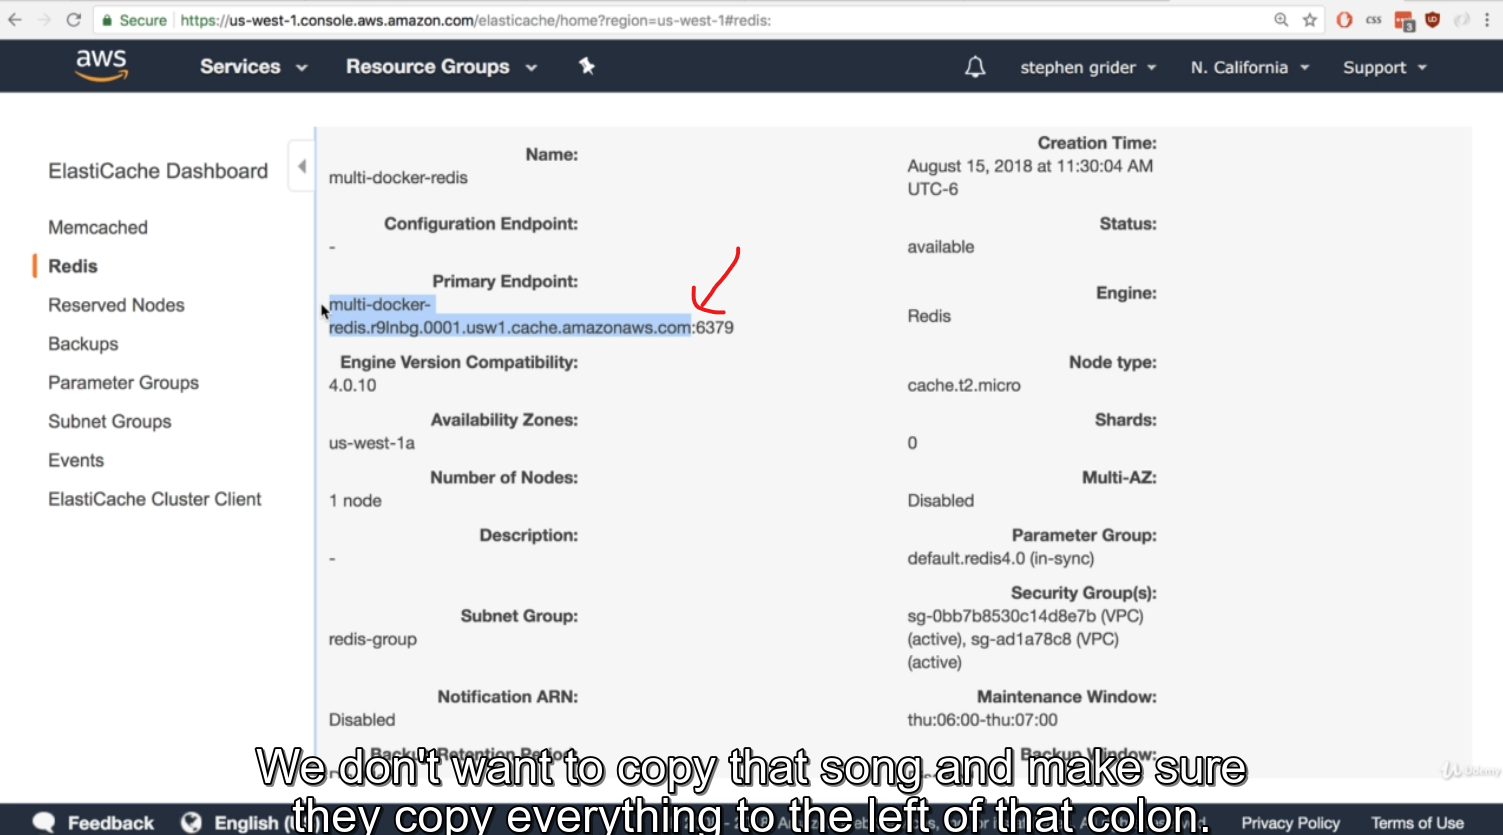 Secure
https://us-west-1.console.aws.amazon.com/elasticache/home?region=us-west-1#redis:
css
3
aws
Services
Resource Groups
stephen grider
N. California
Support
ElastiCache Dashboard
Memcached
Redis
Reserved Nodes
Backups
Parameter Groups
Subnet Groups
Events
ElastiCache Cluster Client
Name:
multi-docker-redis
Configuration Endpoint:
-
Primary Endpoint:
multi-docker-
redis.r9lnbg.0001.usw1.cache.amazonaws.com:6379
Engine Version Compatibility:
4.0.10
Availability Zones:
us-west-1a
Number of Nodes:
1 node
Description:
-
Subnet Group:
redis-group
Notification ARN:
Disabled
Backup Retention Period:
Creation Time:
August 15, 2018 at 11:30:04 AM
UTC-6
Status:
available
Engine:
Redis
Node type:
cache.t2.micro
Shards:
0
Multi-AZ:
Disabled
Parameter Group:
default.redis4.0 (in-sync)
Security Group(s):
sg-0bb7b8530c14d8e7b (VPC)
(active), sg-ad1a78c8 (VPC)
(active)
Maintenance Window:
thu:06:00-thu:07:00
Backup Window:
We don't want to copy that song and make sure
they copy everything to the left of that colon.
Udemy
Feedback
English
Privacy Policy
Terms of Use